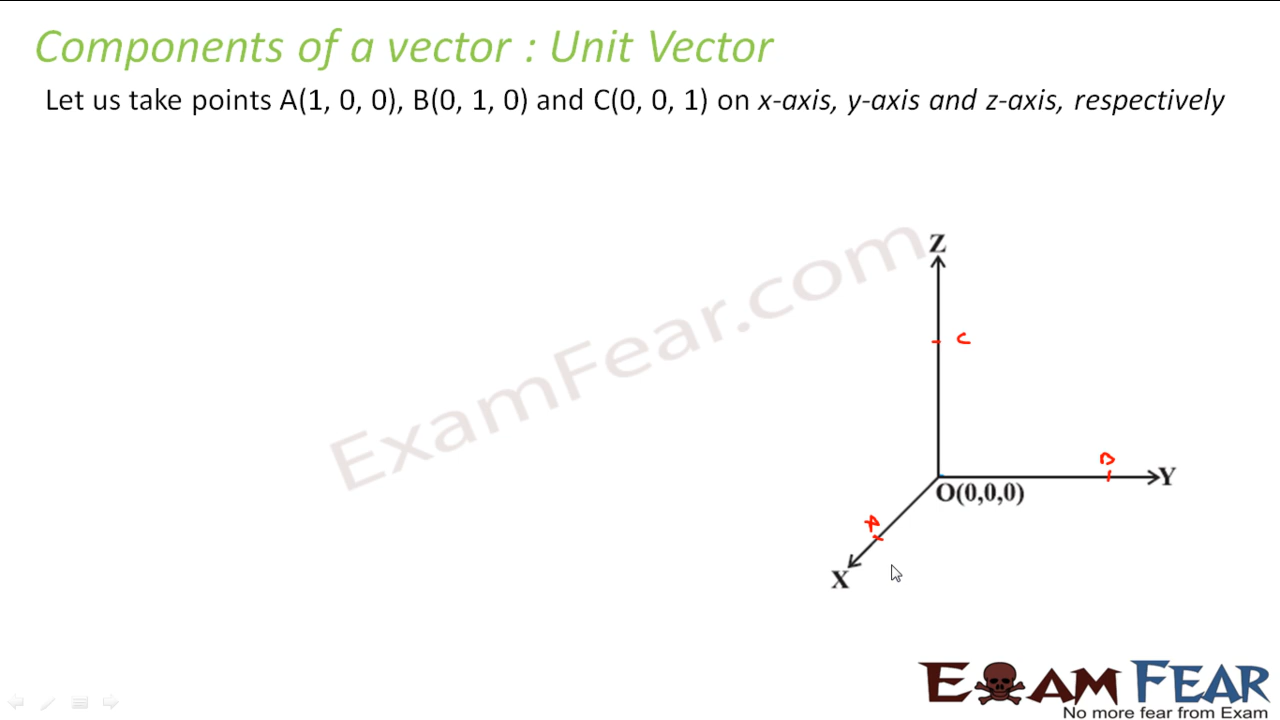 Components of a vector : Unit Vector
Let us take points A(1, 0, 0), B(0, 1, 0) and C(0, 0, 1) on x-axis, y-axis and z-axis, respectively
ExamFear.com
Z
C
B
Y
O(0,0,0)
A
X
EXAM FEAR
No more fear from Exam